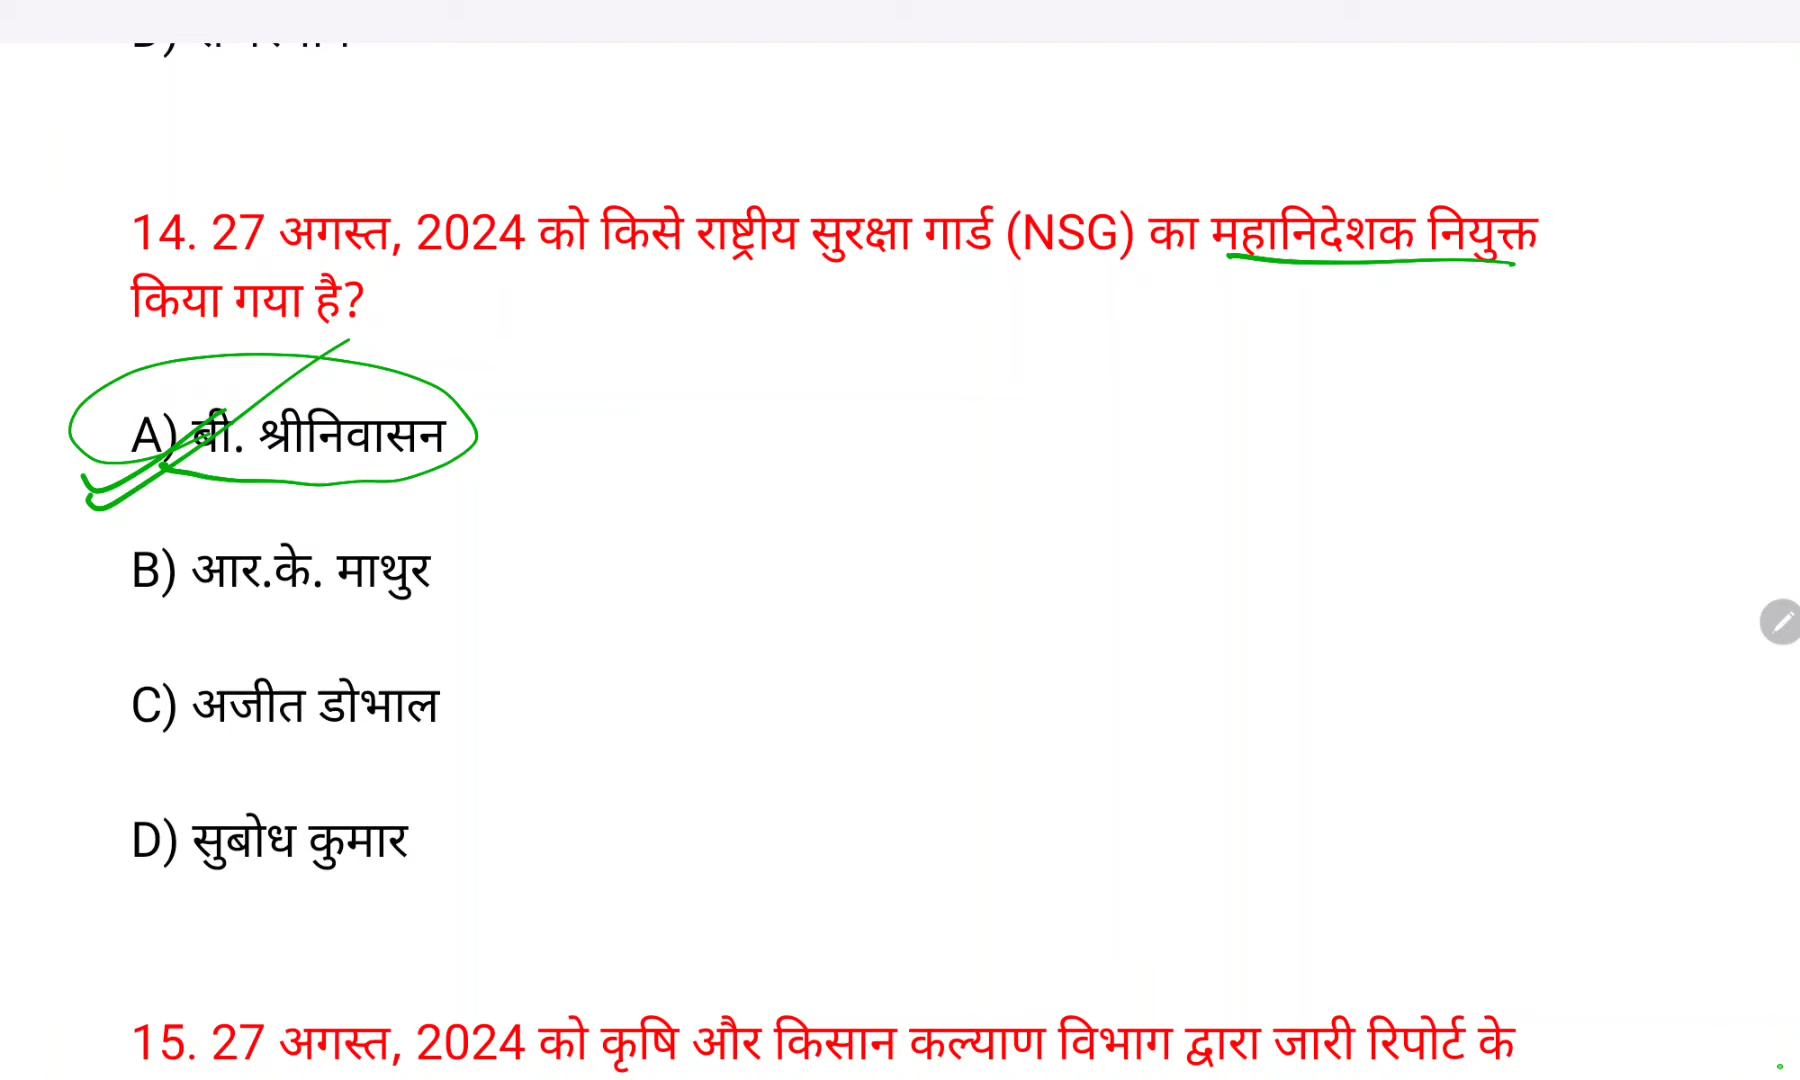 14. 27 अगस्त, 2024 को किसे राष्ट्रीय सुरक्षा गार्ड (NSG) का महानिदेशक नियुक्त
किया गया है?
A) बी. श्रीनिवासन
B) आर.के. माथुर
C) अजीत डोभाल
D) सुबोध कुमार
15. 27 अगस्त, 2024 को कृषि और किसान कल्याण विभाग द्वारा जारी रिपोर्ट के